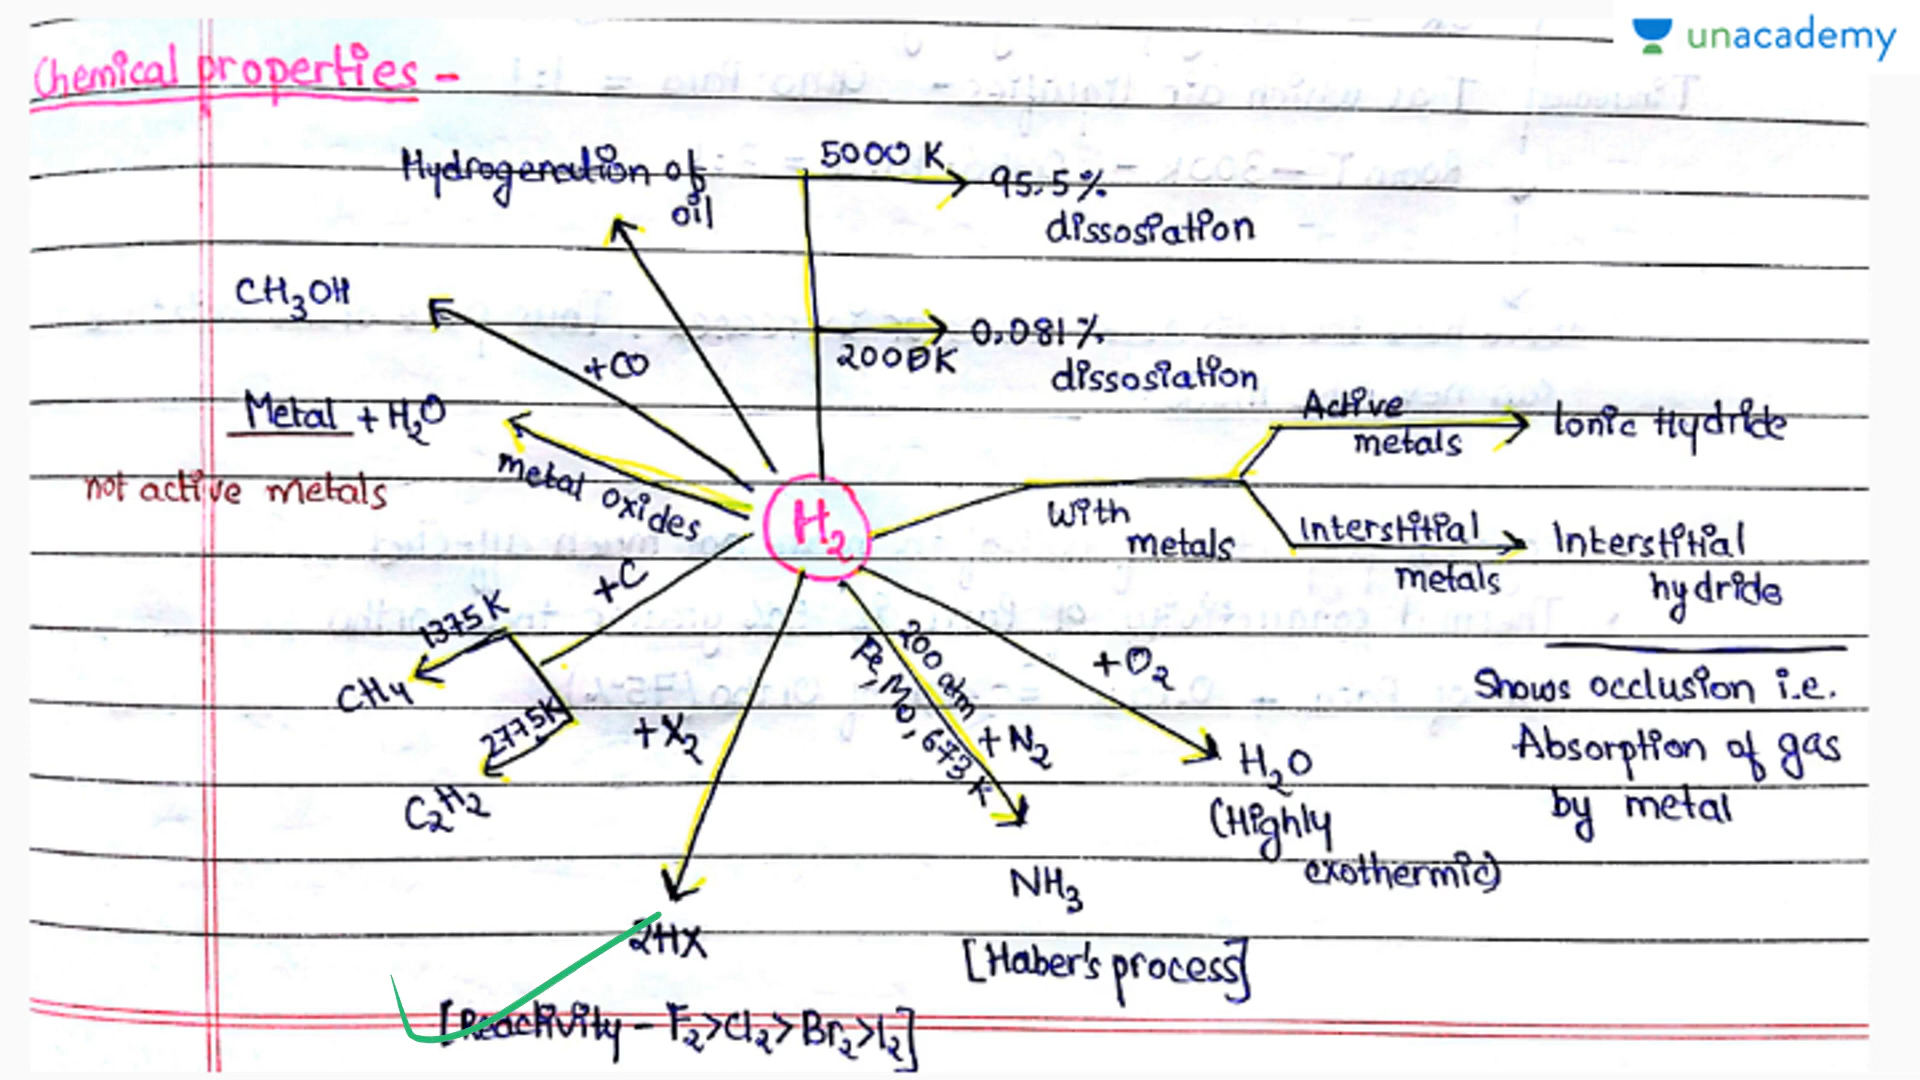 unacademy
Chemical properties -
Hydrogenation of
oil
5000 K
95.5%
dissosiation
CH3OH
+CO
2000K
0.081%
dissosiation
Metal + H2O
metal oxides
not active metals
H2
With
metals
Active
metals
Ionic Hydride
Interstitial
metals
Interstitial
hydride
Shows occlusion i.e.
Absorption of gas
by metal
+C
1375K
CH4
2775K
C2H2
+X2
2HX
[Reactivity - F2>Cl2>Br2>I2]
200 atm + N2
Fe, Mo, 673 K
NH3
[Haber's process]
+O2
H2O
(Highly
exothermic)